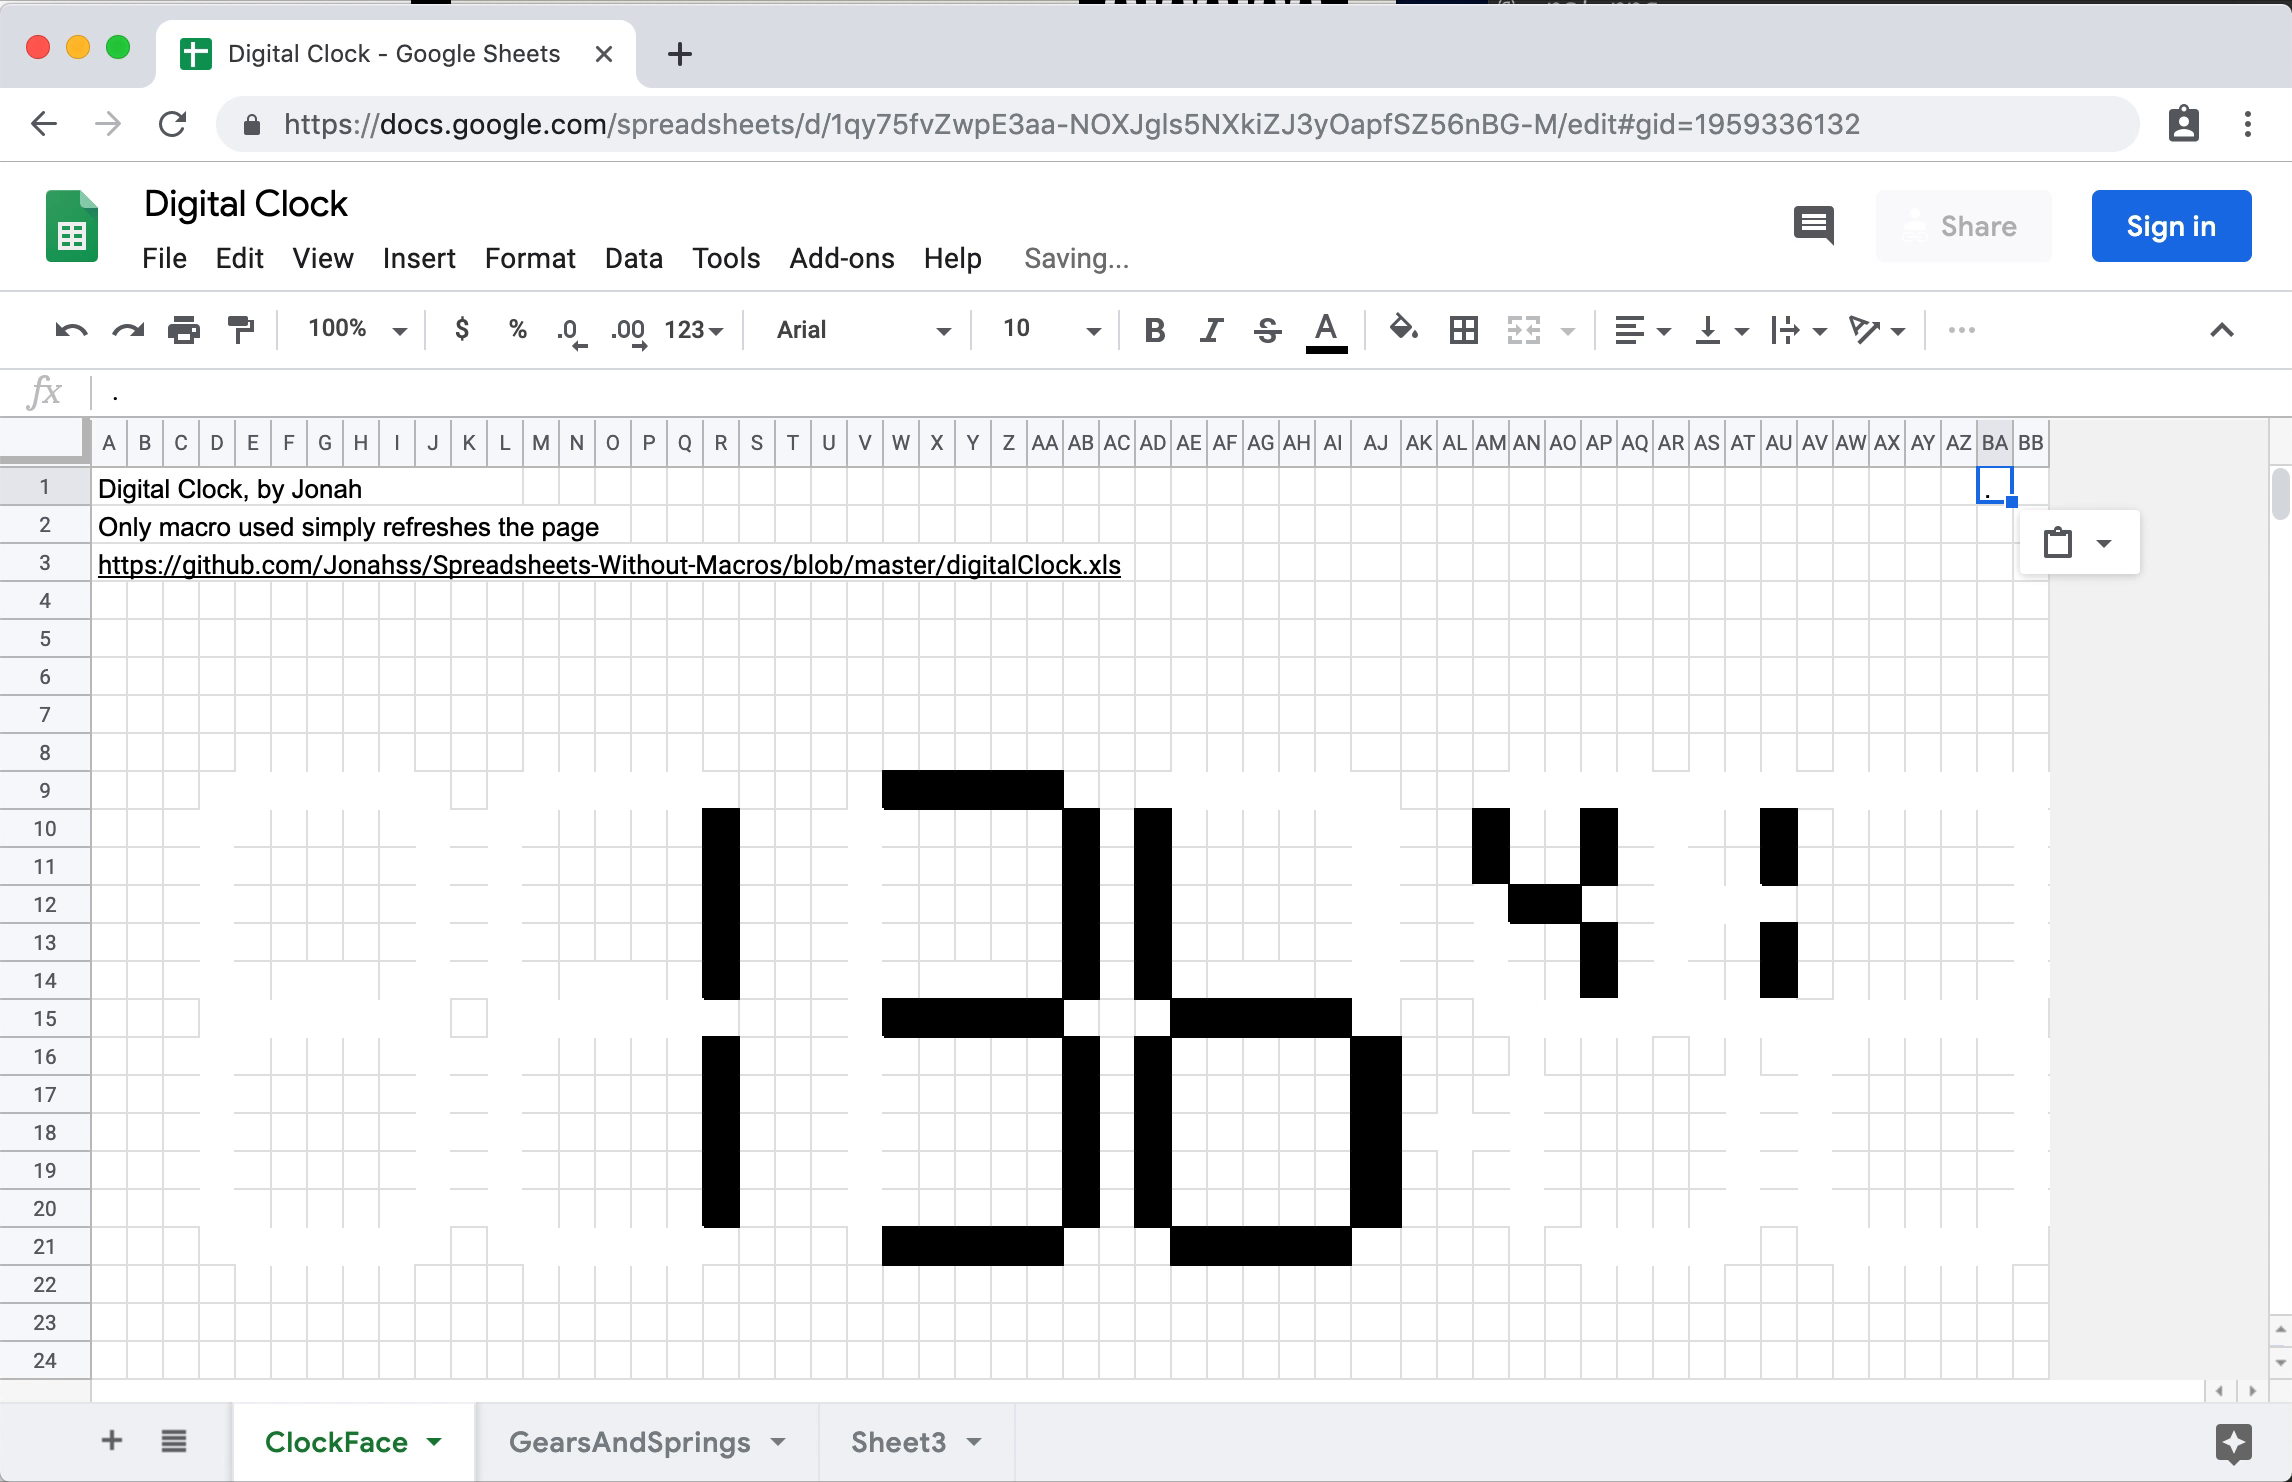 Digital Clock - Google Sheets
https://docs.google.com/spreadsheets/d/1qy75fvZwpE3aa-NOXJgls5NXkiZJ3yOapfSZ56nBG-M/edit#gid=1959336132
Digital Clock
File Edit View Insert Format Data Tools Add-ons Help Saving...
Share
Sign in
100% $ % .0 .00 123 Arial 10 B I S A
fx .
A B C D E F G H I J K L M N O P Q R S T U V W X Y Z AA AB AC AD AE AF AG AH AI AJ AK AL AM AN AO AP AQ AR AS AT AU AV AW AX AY AZ BA BB
1 Digital Clock, by Jonah .
2 Only macro used simply refreshes the page
3 https://github.com/Jonahss/Spreadsheets-Without-Macros/blob/master/digitalClock.xls
4
5
6
7
8
9
10
11
12
13
14
15
16
17
18
19
20
21
22
23
24
136 41
ClockFace GearsAndSprings Sheet3